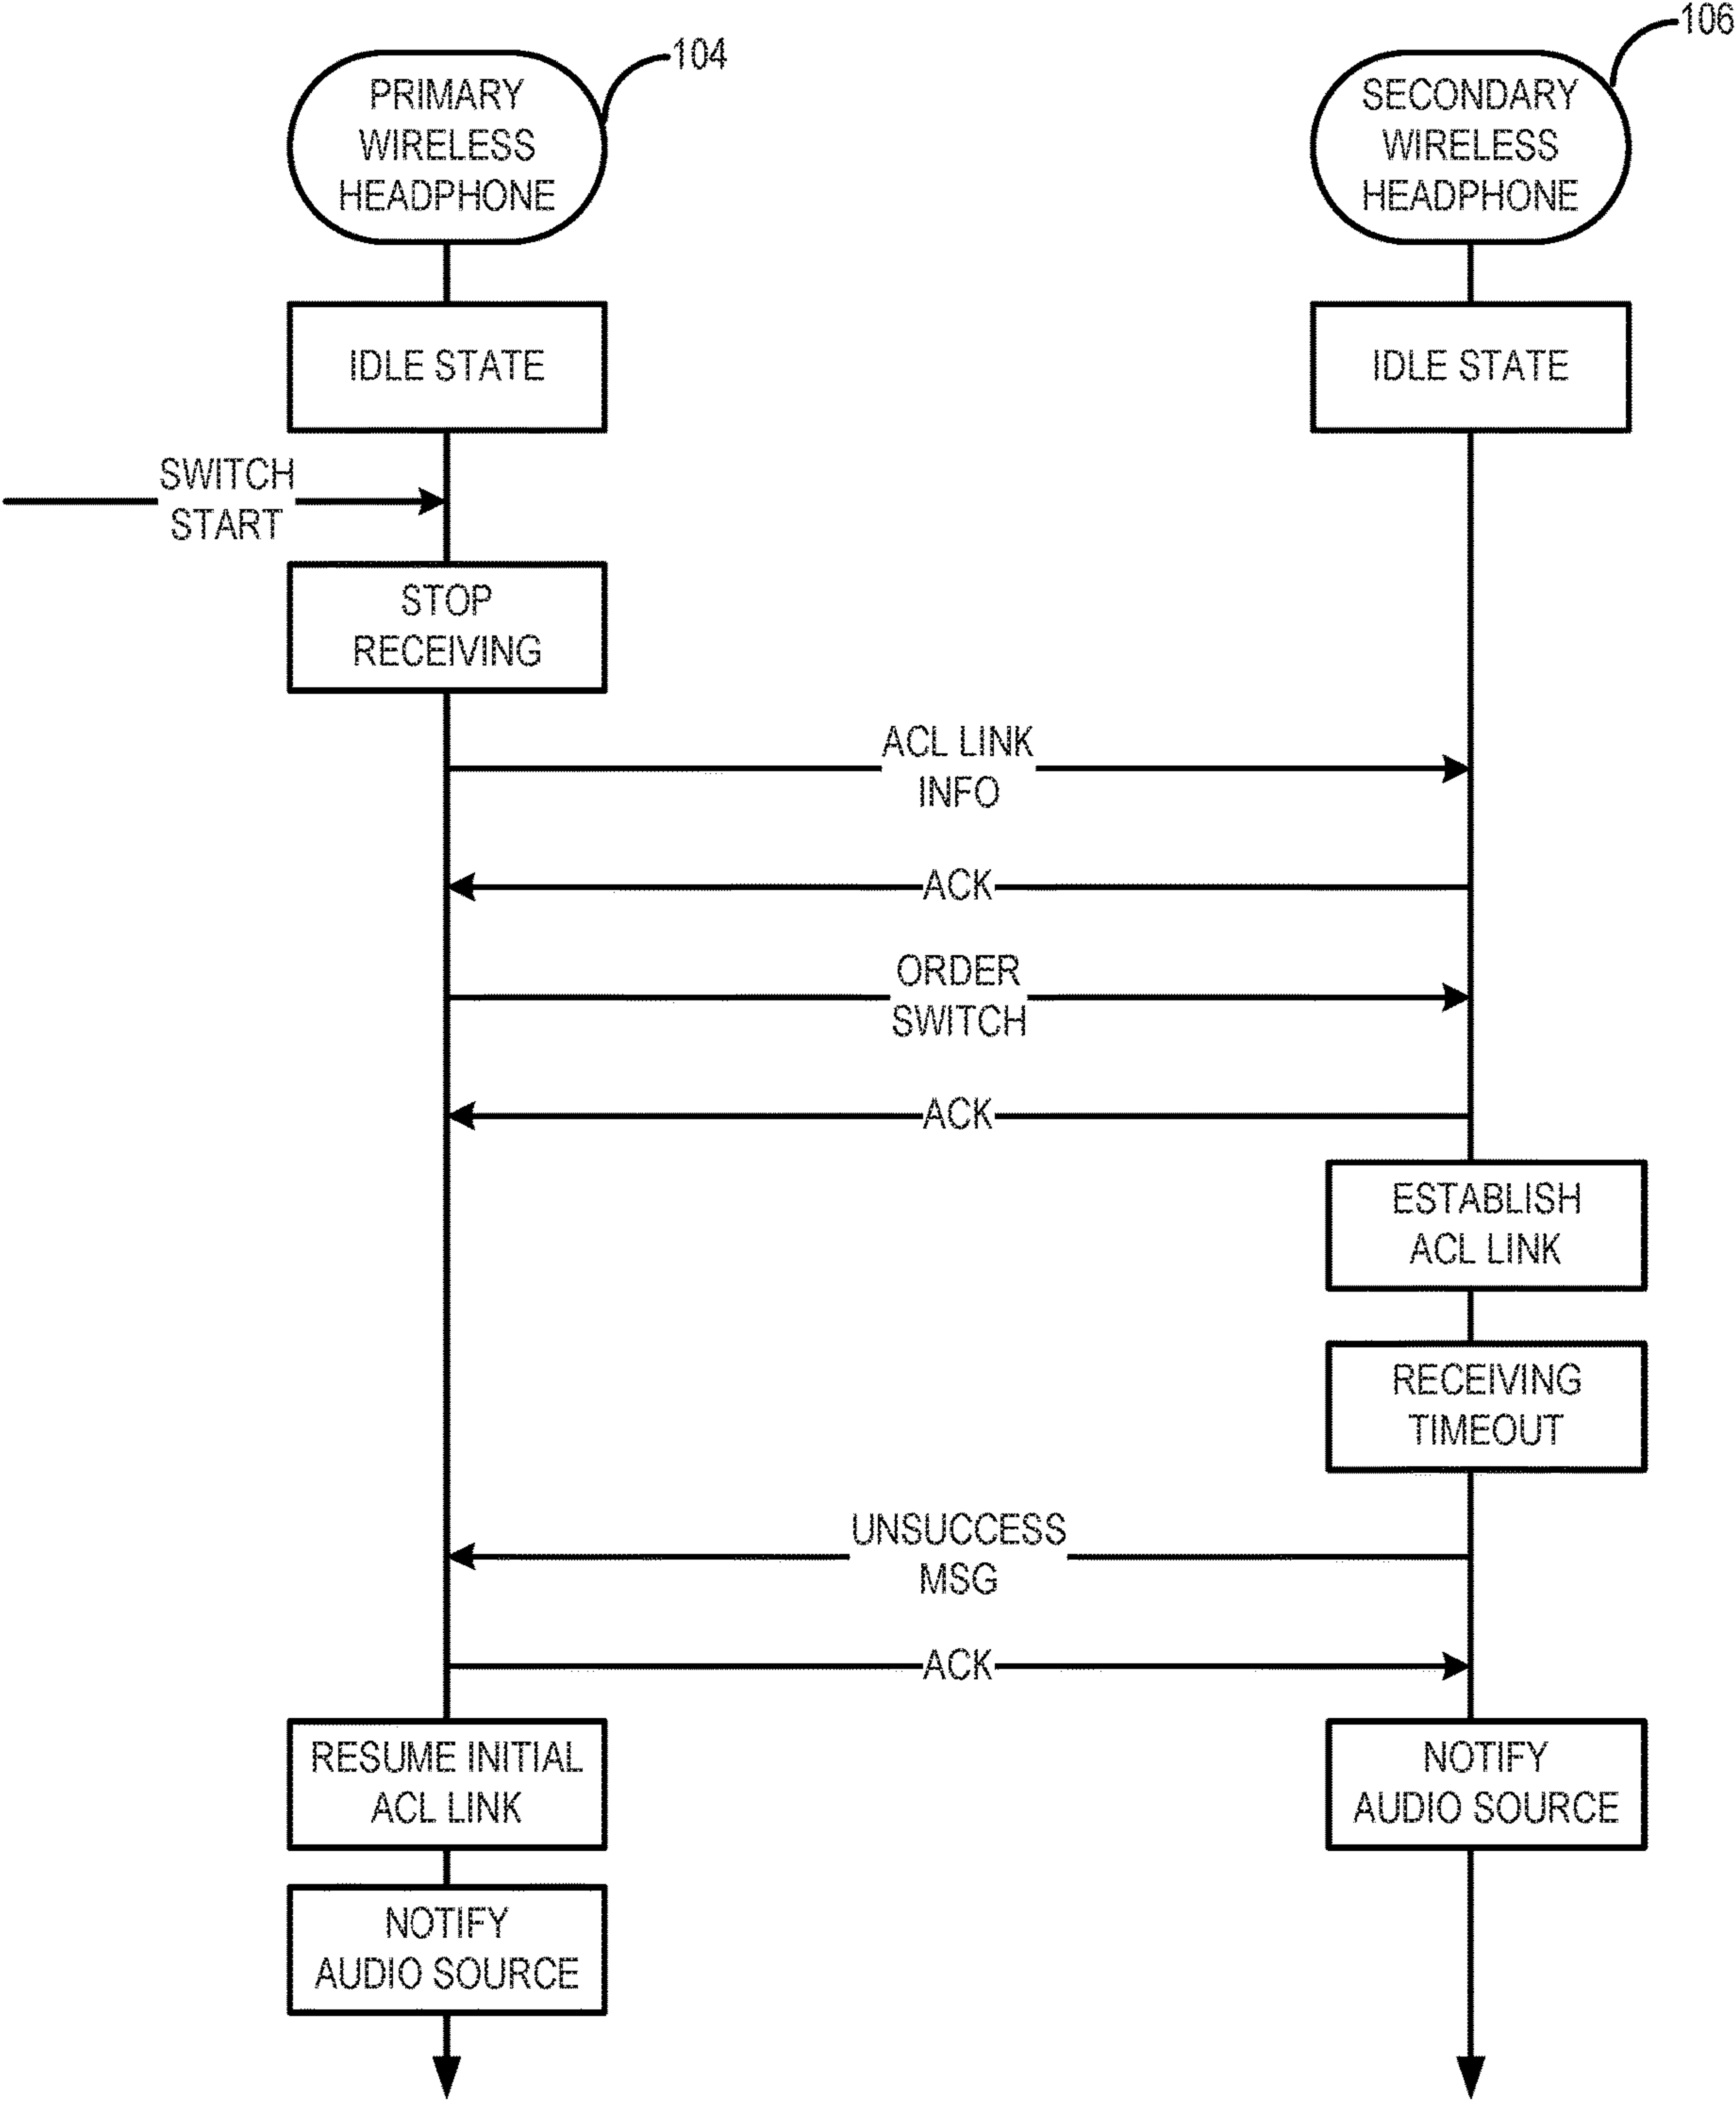 104
106
PRIMARY
WIRELESS
HEADPHONE
SECONDARY
WIRELESS
HEADPHONE
IDLE STATE
IDLE STATE
SWITCH
START
STOP
RECEIVING
ACL LINK
INFO
ACK
ORDER
SWITCH
ACK
ESTABLISH
ACL LINK
RECEIVING
TIMEOUT
UNSUCCESS
MSG
ACK
RESUME INITIAL
ACL LINK
NOTIFY
AUDIO SOURCE
NOTIFY
AUDIO SOURCE